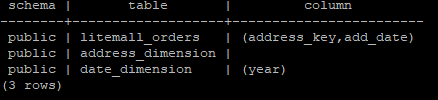 schema | table | column
--------+-------------------+------------------------
public | litemall_orders | (address_key,add_date)
public | address_dimension |
public | date_dimension | (year)
(3 rows)